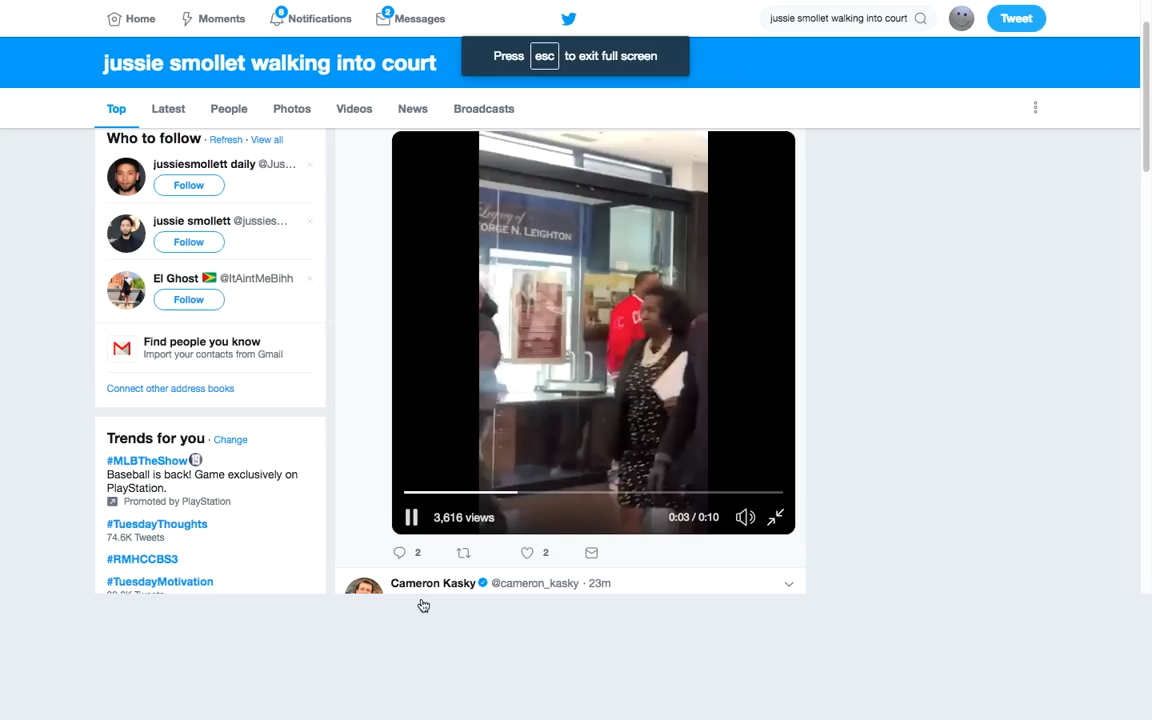 Home
Moments
8
Notifications
2
Messages
jussie smollet walking into court
Tweet
Press esc to exit full screen
jussie smollet walking into court
Top
Latest
People
Photos
Videos
News
Broadcasts
Who to follow · Refresh · View all
jussiesmollett daily @Jus...
Follow
jussie smollett @jussies...
Follow
El Ghost @ItAintMeBihh
Follow
Find people you know
Import your contacts from Gmail
Connect other address books
Trends for you · Change
#MLBTheShow
Baseball is back! Game exclusively on
PlayStation.
Promoted by PlayStation
#TuesdayThoughts
74.6K Tweets
#RMHCCBS3
#TuesdayMotivation
Legacy of
ORGE N. LEIGHTON
3,616 views
0:03 / 0:10
2
2
Cameron Kasky @cameron_kasky · 23m